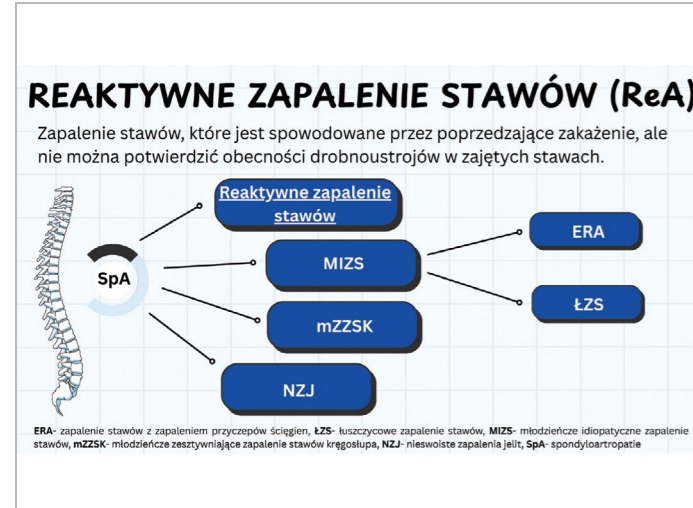 REAKTYWNE ZAPALENIE STAWÓW (ReA)
Zapalenie stawów, które jest spowodowane przez poprzedzające zakażenie, ale
nie można potwierdzić obecności drobnoustrojów w zajętych stawach.
Reaktywne zapalenie
stawów
ERA
SpA
MIZS
ŁZS
mZZSK
NZJ
ERA- zapalenie stawów z zapaleniem przyczepów ścięgien, ŁZS- łuszczycowe zapalenie stawów, MIZS- młodzieńcze idiopatyczne zapalenie
stawów, mZZSK- młodzieńcze zesztywniające zapalenie stawów kręgosłupa, NZJ- nieswoiste zapalenia jelit, SpA- spondyloartropatie